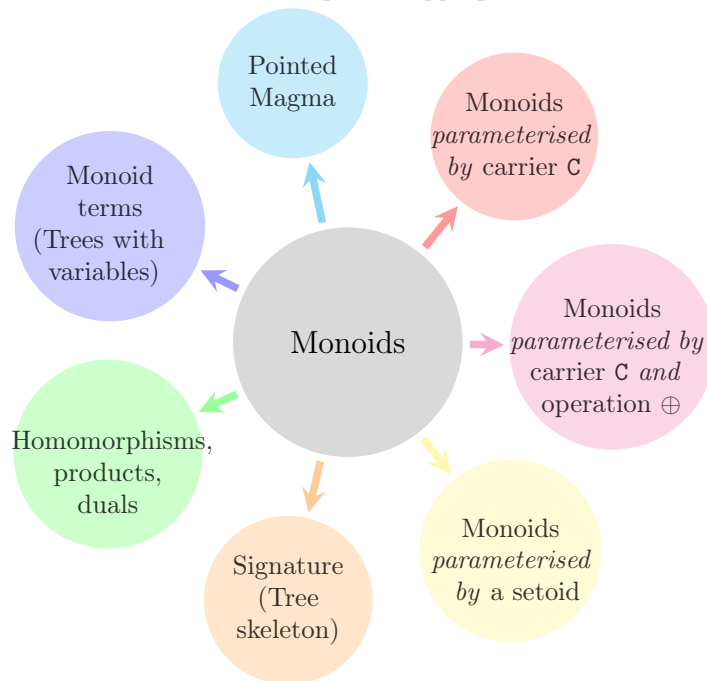 Pointed
Magma
Monoids
parameterised
by carrier C
Monoid
terms
(Trees with
variables)
Monoids
Monoids
parameterised by
carrier C and
operation ⊕
Homomorphisms,
products,
duals
Signature
(Tree
skeleton)
Monoids
parameterised
by a setoid